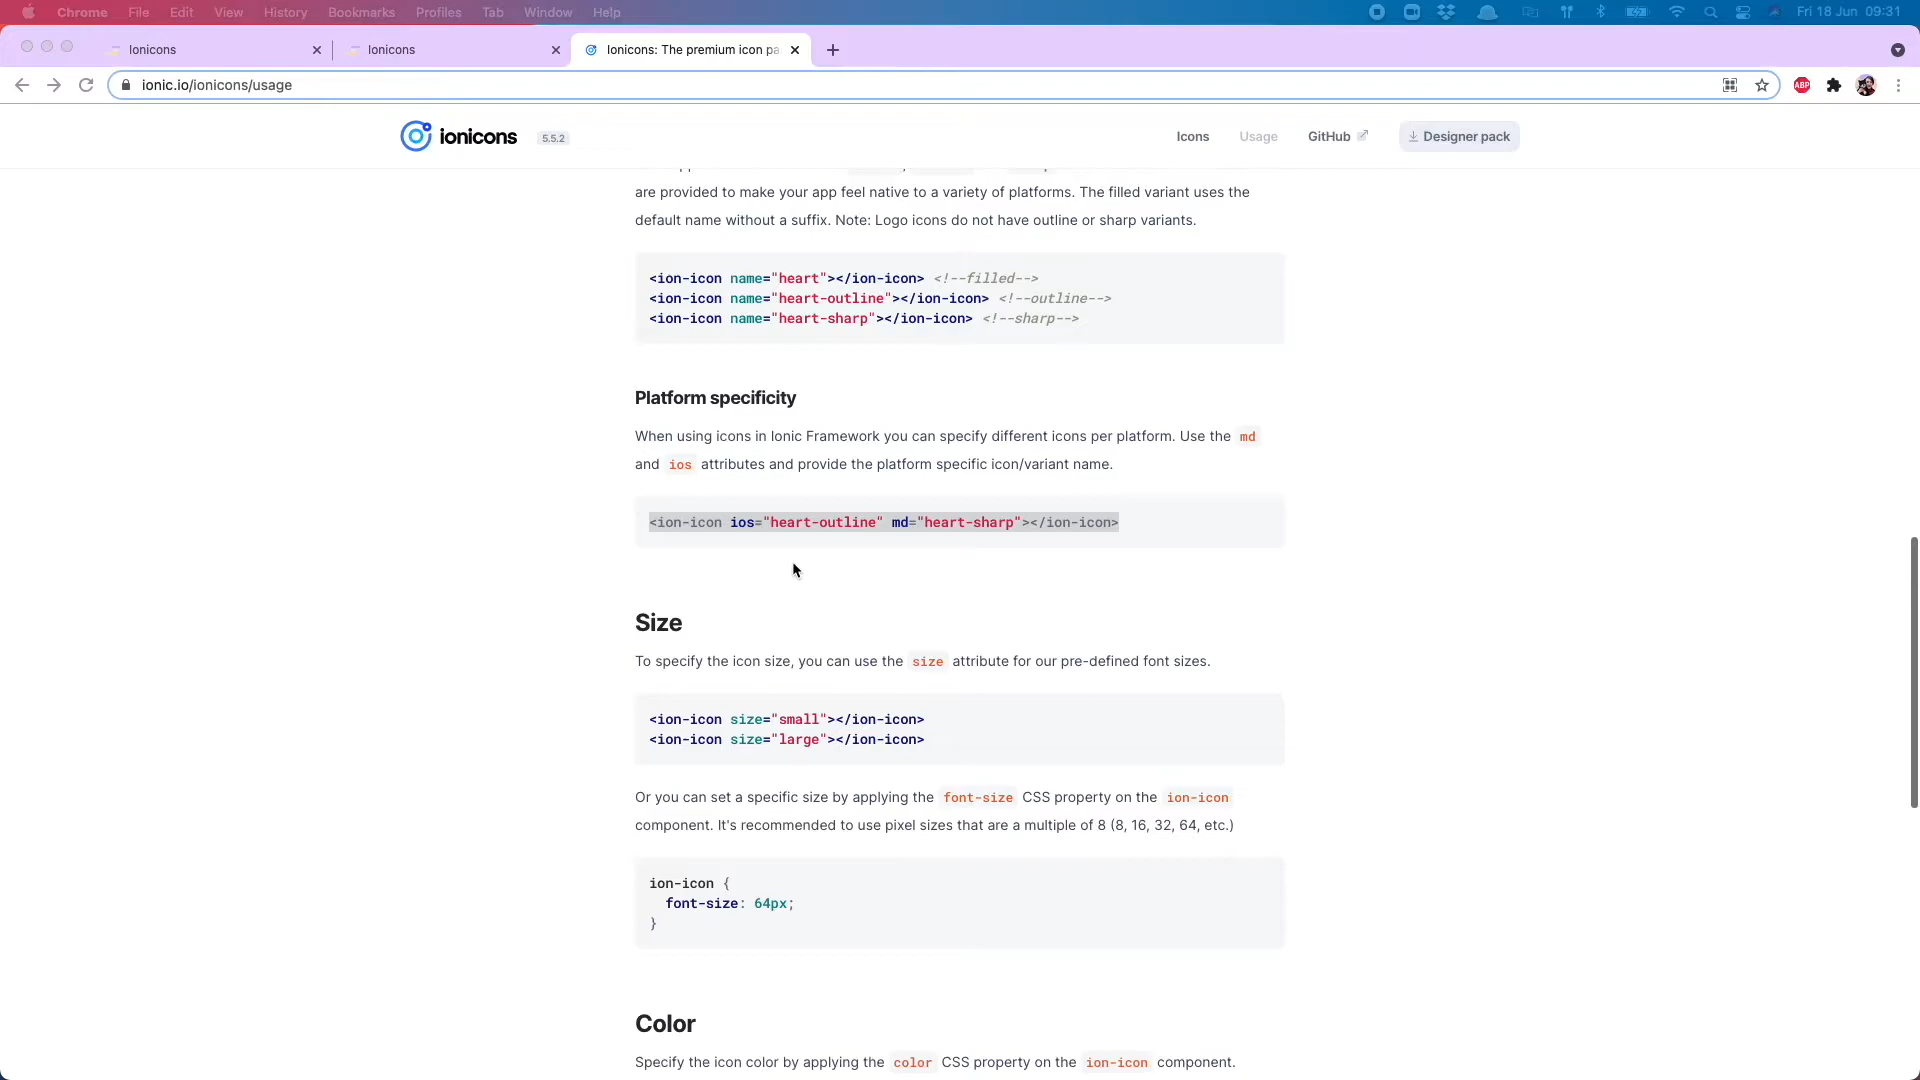 Chrome File Edit View History Bookmarks Profiles Tab Window Help Fri 18 Jun 09:31
Ionicons Ionicons Ionicons: The premium icon pa
ionic.io/ionicons/usage ABP
ionicons 5.5.2 Icons Usage GitHub Designer pack
are provided to make your app feel native to a variety of platforms. The filled variant uses the
default name without a suffix. Note: Logo icons do not have outline or sharp variants.
<ion-icon name="heart"></ion-icon> <!--filled-->
<ion-icon name="heart-outline"></ion-icon> <!--outline-->
<ion-icon name="heart-sharp"></ion-icon> <!--sharp-->
Platform specificity
When using icons in Ionic Framework you can specify different icons per platform. Use the md
and ios attributes and provide the platform specific icon/variant name.
<ion-icon ios="heart-outline" md="heart-sharp"></ion-icon>
Size
To specify the icon size, you can use the size attribute for our pre-defined font sizes.
<ion-icon size="small"></ion-icon>
<ion-icon size="large"></ion-icon>
Or you can set a specific size by applying the font-size CSS property on the ion-icon
component. It's recommended to use pixel sizes that are a multiple of 8 (8, 16, 32, 64, etc.)
ion-icon {
font-size: 64px;
}
Color
Specify the icon color by applying the color CSS property on the ion-icon component.